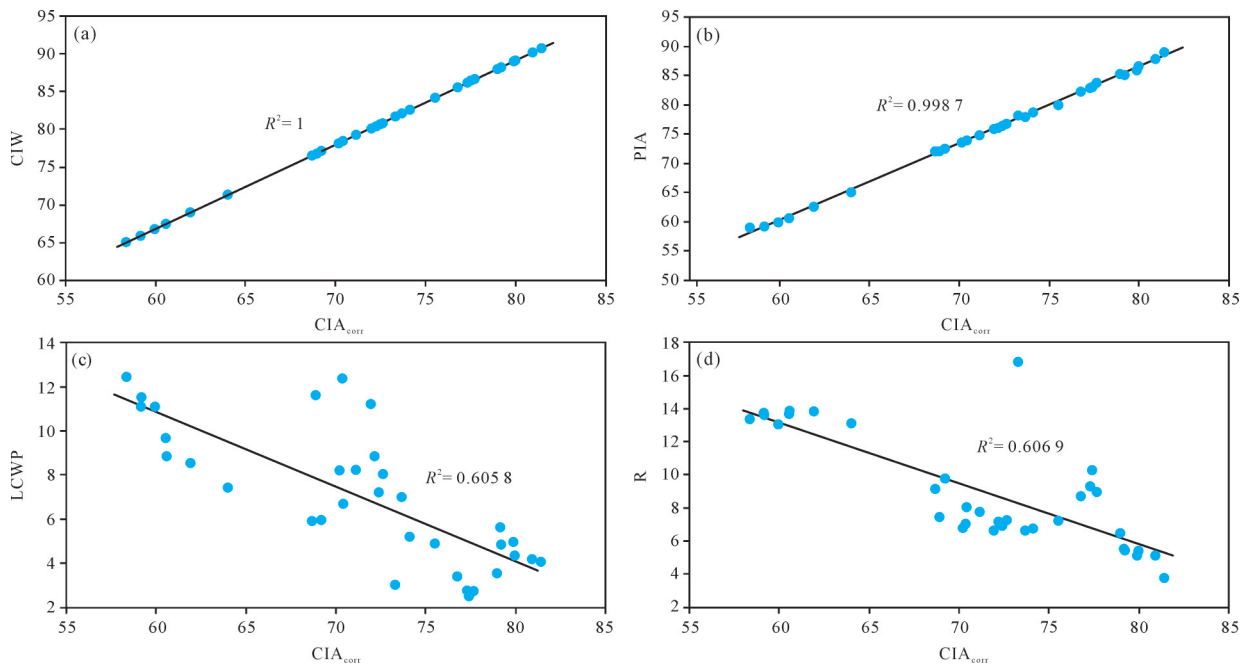 (a)
95
90
85
80
75
70
65
60
CIW
R²= 1
55 60 65 70 75 80 85
CIAcorr
(b)
95
90
85
80
75
70
65
60
55
50
PIA
R²= 0.998 7
55 60 65 70 75 80 85
CIAcorr
(c)
14
12
10
8
6
4
2
LCWP
R²= 0.605 8
55 60 65 70 75 80 85
CIAcorr
(d)
18
16
14
12
10
8
6
4
2
R
R²= 0.606 9
55 60 65 70 75 80 85
CIAcorr